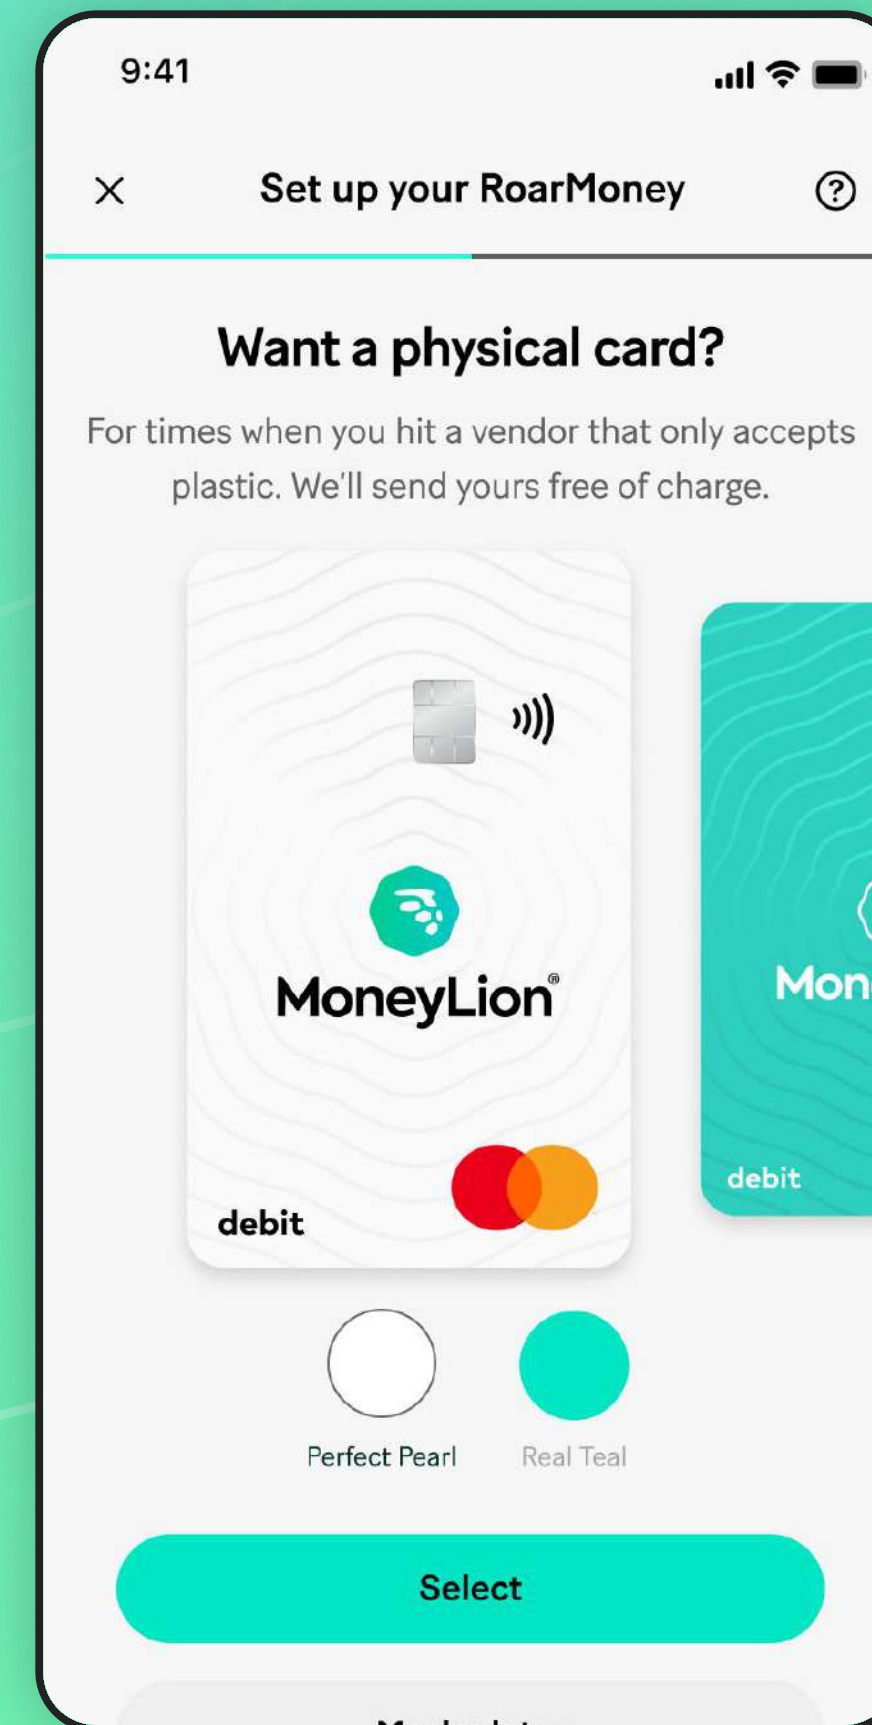 9:41
Set up your RoarMoney
Want a physical card?
For times when you hit a vendor that only accepts
plastic. We'll send yours free of charge.
MoneyLion®
debit
debit
Perfect Pearl
Real Teal
Select